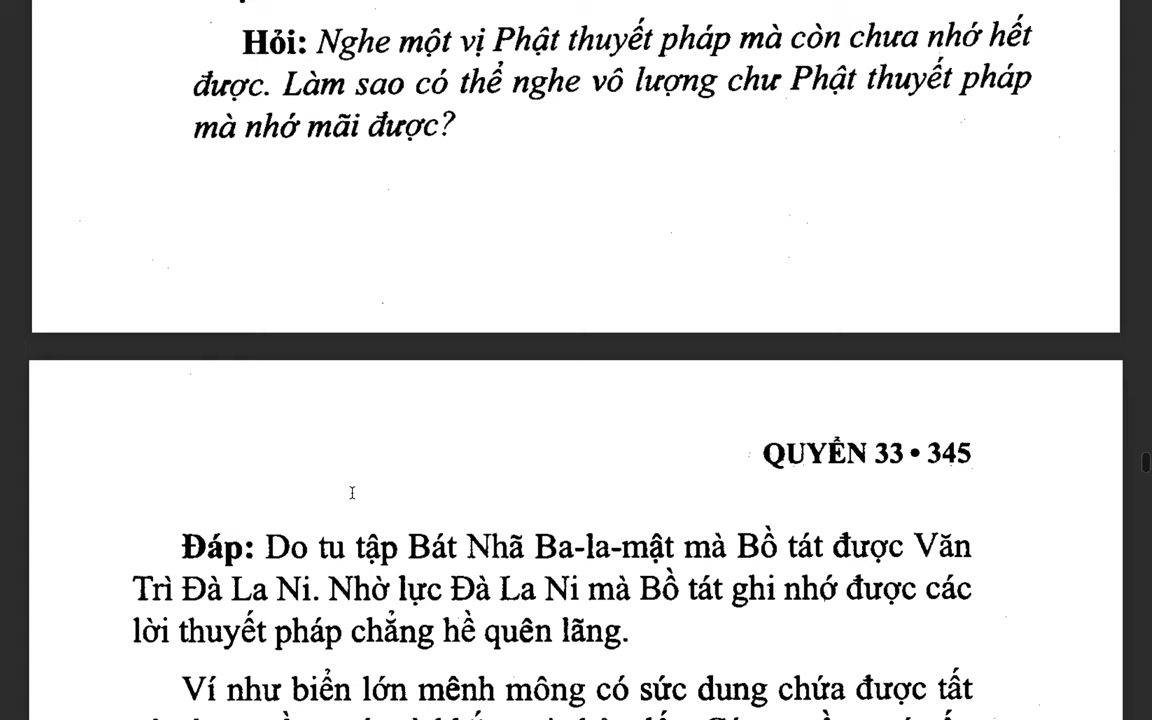 Hỏi: Nghe một vị Phật thuyết pháp mà còn chưa nhớ hết
được. Làm sao có thể nghe vô lượng chư Phật thuyết pháp
mà nhớ mãi được?
QUYỂN 33 • 345
Đáp: Do tu tập Bát Nhã Ba-la-mật mà Bồ tát được Văn
Trì Đà La Ni. Nhờ lực Đà La Ni mà Bồ tát ghi nhớ được các
lời thuyết pháp chẳng hề quên lãng.
Ví như biển lớn mênh mông có sức dung chứa được tất